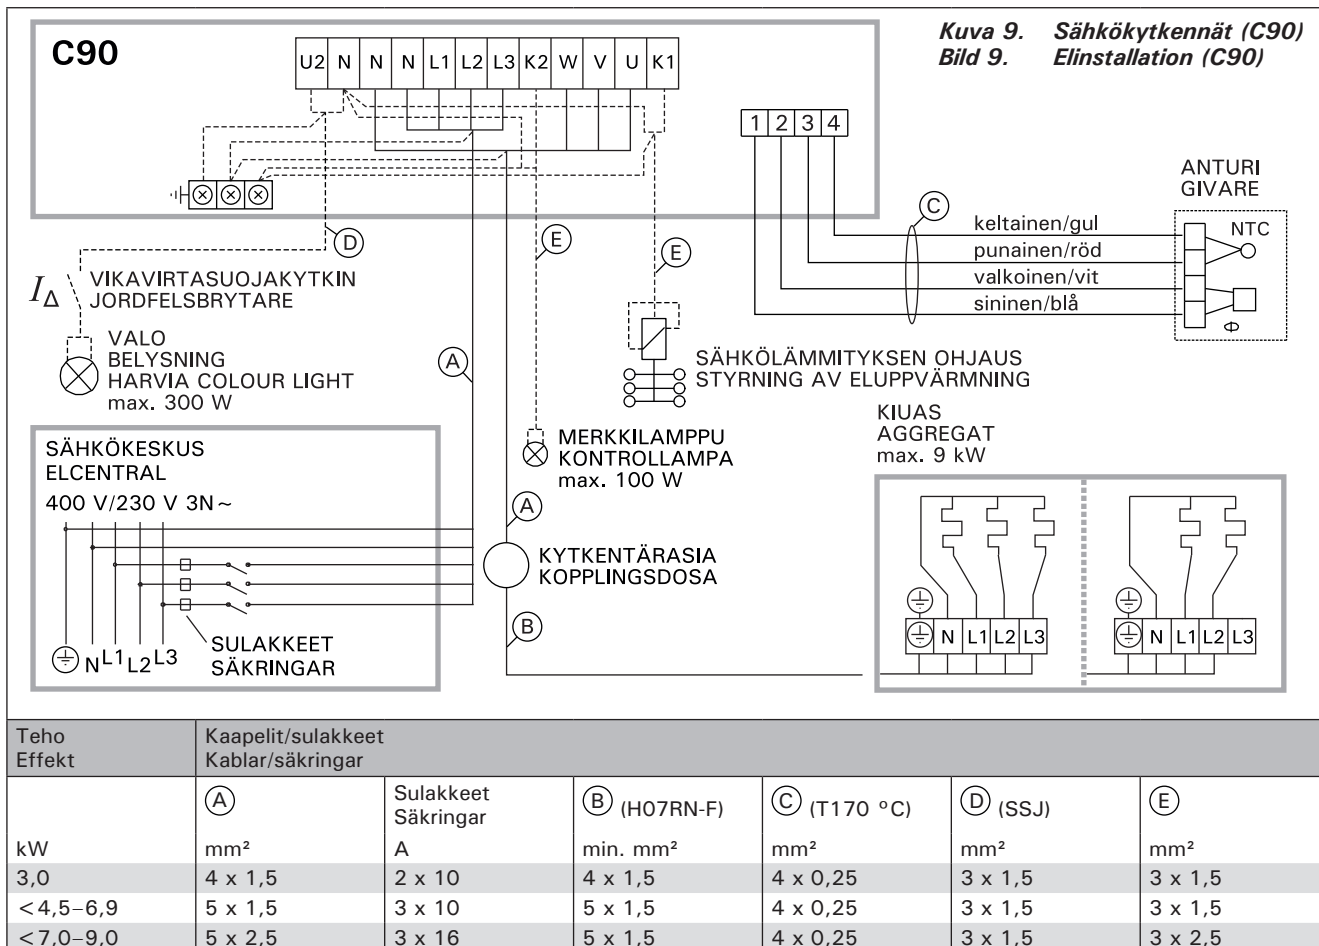 C90
Kuva 9. Sähkökytkennät (C90)
Bild 9. Elinstallation (C90)
U2 N N N L1 L2 L3 K2 W V U K1
1 2 3 4
ANTURI
GIVARE
NTC
C
keltainen/gul
punainen/röd
valkoinen/vit
sininen/blå
Φ
D
E
E
IΔ
VIKAVIRTASUOJAKYTKIN
JORDFELSBRYTARE
VALO
BELYSNING
HARVIA COLOUR LIGHT
max. 300 W
A
SÄHKÖLÄMMITYKSEN OHJAUS
STYRNING AV ELUPPVÄRMNING
MERKKILAMPPU
KONTROLLAMPA
max. 100 W
KIUAS
AGGREGAT
max. 9 kW
SÄHKÖKESKUS
ELCENTRAL
400 V/230 V 3N~
A
KYTKENTÄRASIA
KOPPLINGSDOSA
B
N L1 L2 L3
SULAKKEET
SÄKRINGAR
N L1 L2 L3
N L1 L2 L3
Teho
Effekt
Kaapelit/sulakkeet
Kablar/säkringar
A
Sulakkeet
Säkringar
B (H07RN-F)
C (T170 °C)
D (SSJ)
E
kW mm² A min. mm² mm² mm² mm²
3,0 4 x 1,5 2 x 10 4 x 1,5 4 x 0,25 3 x 1,5 3 x 1,5
<4,5–6,9 5 x 1,5 3 x 10 5 x 1,5 4 x 0,25 3 x 1,5 3 x 1,5
<7,0–9,0 5 x 2,5 3 x 16 5 x 1,5 4 x 0,25 3 x 1,5 3 x 2,5